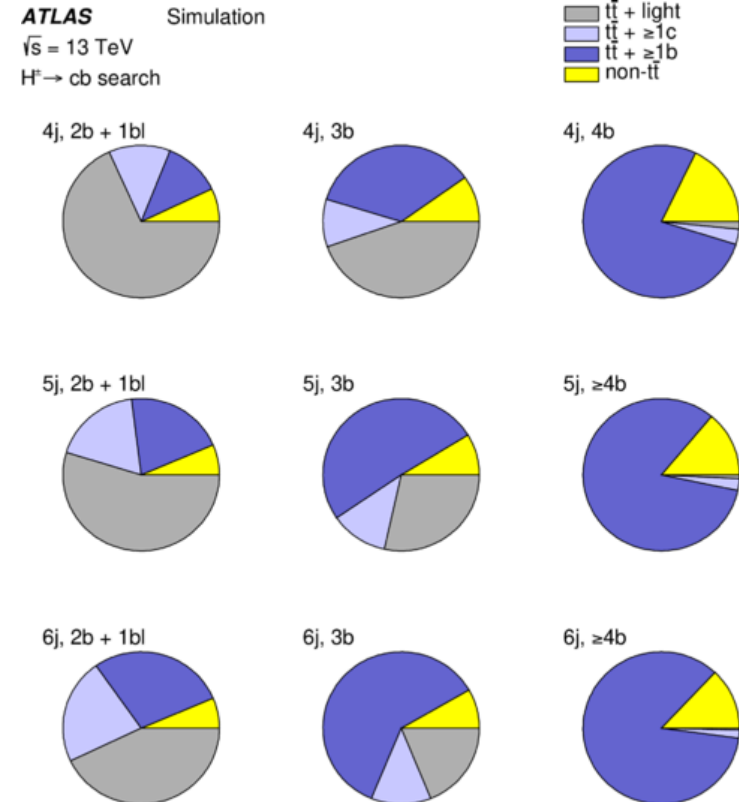 ATLAS Simulation
√s = 13 TeV
H±→ cb search
tt̄ + light
tt̄ + ≥1c
tt̄ + ≥1b
non-tt̄
4j, 2b + 1bl
4j, 3b
4j, 4b
5j, 2b + 1bl
5j, 3b
5j, ≥4b
6j, 2b + 1bl
6j, 3b
6j, ≥4b